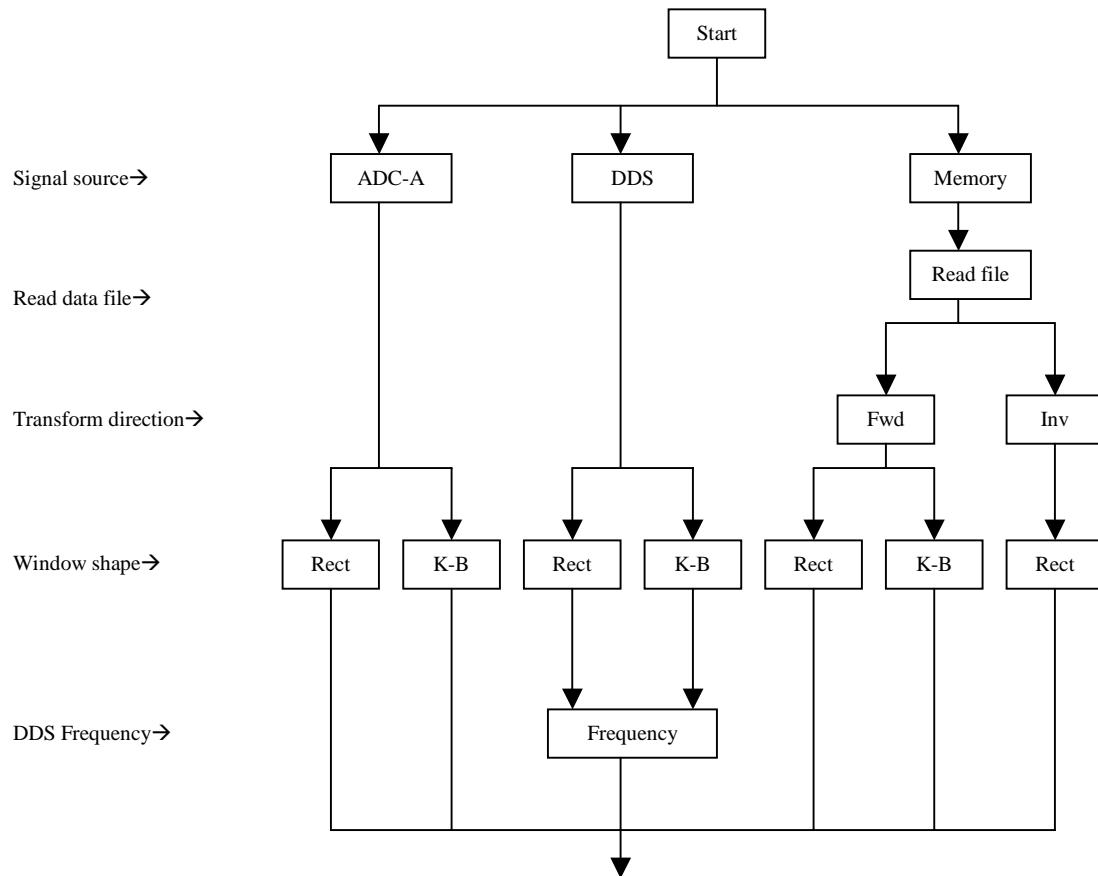 Start
Signal source→ ADC-A DDS Memory
Read data file→ Read file
Transform direction→ Fwd Inv
Window shape→ Rect K-B Rect K-B Rect K-B Rect
DDS Frequency→ Frequency